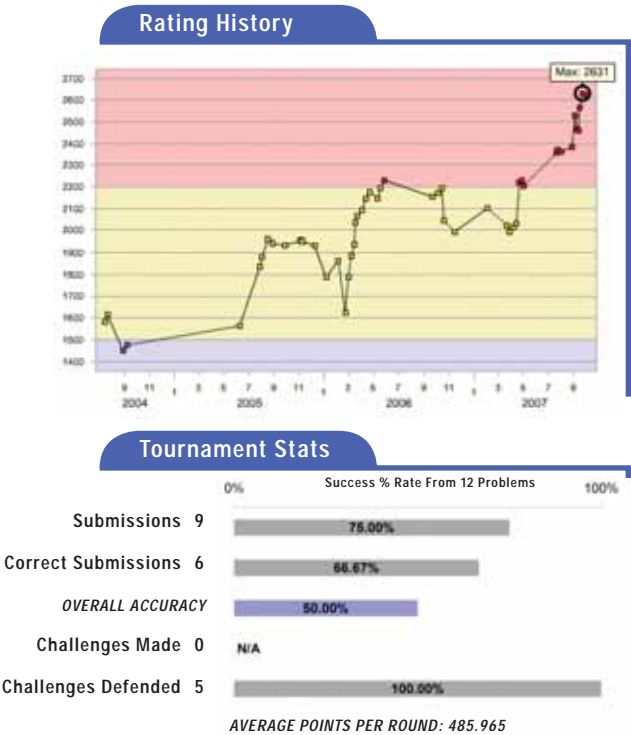 Rating History
Max: 2631
2700
2600
2500
2400
2300
2200
2100
2000
1900
1800
1700
1600
1500
1400
9 11 1 3 5 7 9 11 1 3 5 7 9 11 1 3 5 7 9
2004 2005 2006 2007
Tournament Stats
0% Success % Rate From 12 Problems 100%
Submissions 9 75.00%
Correct Submissions 6 66.67%
OVERALL ACCURACY 50.00%
Challenges Made 0 N/A
Challenges Defended 5 100.00%
AVERAGE POINTS PER ROUND: 485.965